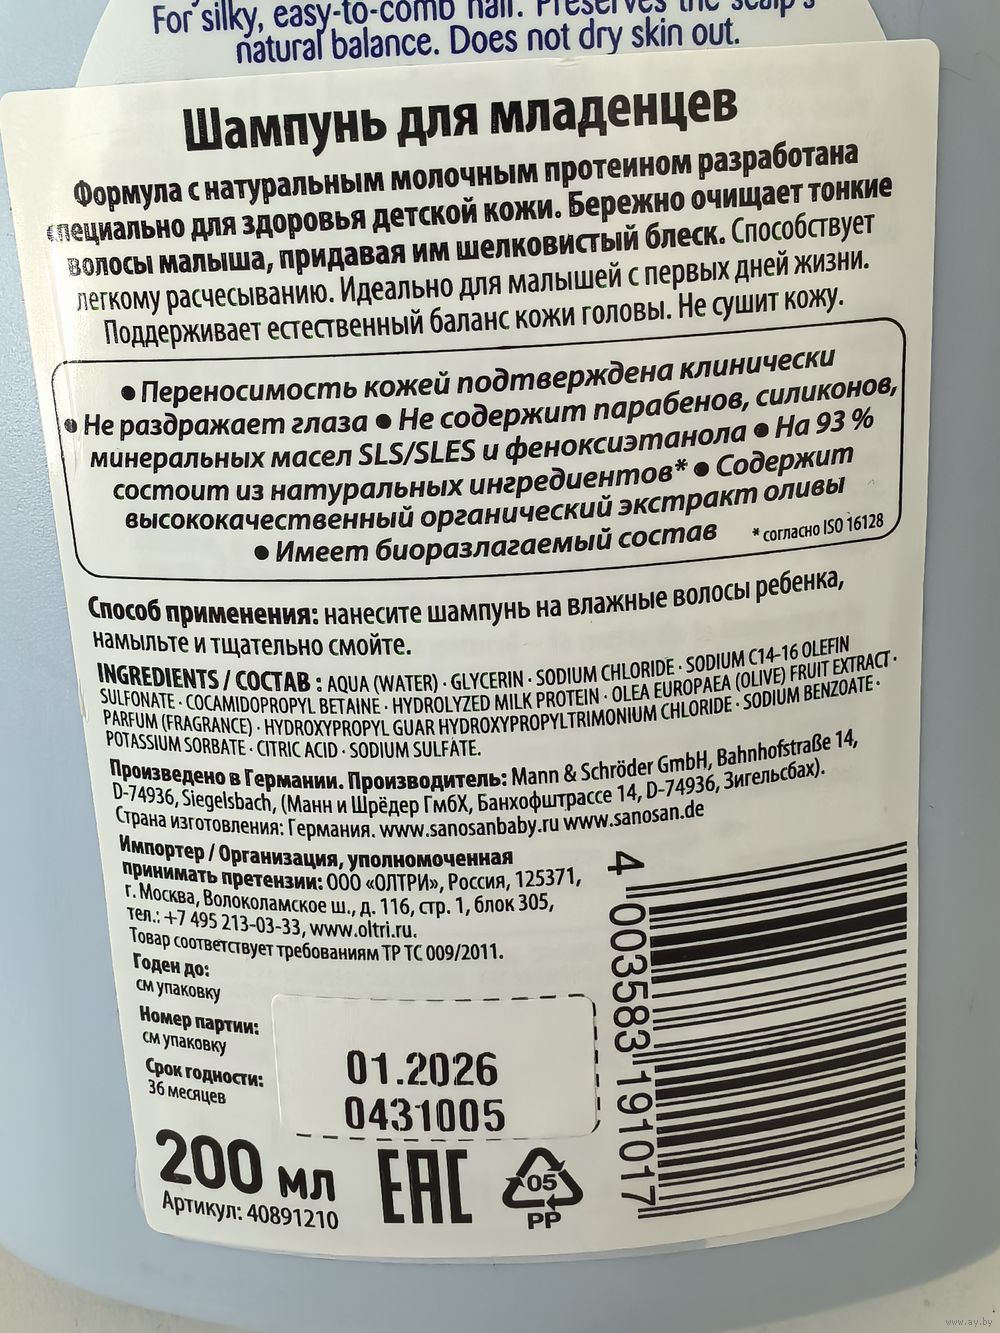 For silky, easy-to-comb hair. Preserves the scalp's
natural balance. Does not dry skin out.
Шампунь для младенцев
Формула с натуральным молочным протеином разработана
специально для здоровья детской кожи. Бережно очищает тонкие
волосы малыша, придавая им шелковистый блеск. Способствует
легкому расчесыванию. Идеально для малышей с первых дней жизни.
Поддерживает естественный баланс кожи головы. Не сушит кожу.
● Переносимость кожей подтверждена клинически
● Не раздражает глаза ● Не содержит парабенов, силиконов,
минеральных масел SLS/SLES и феноксиэтанола ● На 93 %
состоит из натуральных ингредиентов* ● Содержит
высококачественный органический экстракт оливы
● Имеет биоразлагаемый состав * согласно ISO 16128
Способ применения: нанесите шампунь на влажные волосы ребенка,
намыльте и тщательно смойте.
INGREDIENTS / СОСТАВ : AQUA (WATER) · GLYCERIN · SODIUM CHLORIDE · SODIUM C14-16 OLEFIN
SULFONATE · COCAMIDOPROPYL BETAINE · HYDROLYZED MILK PROTEIN · OLEA EUROPAEA (OLIVE) FRUIT EXTRACT ·
PARFUM (FRAGRANCE) · HYDROXYPROPYL GUAR HYDROXYPROPYLTRIMONIUM CHLORIDE · SODIUM BENZOATE ·
POTASSIUM SORBATE · CITRIC ACID · SODIUM SULFATE.
Произведено в Германии. Производитель: Mann & Schröder GmbH, Bahnhofstraße 14,
D-74936, Siegelsbach, (Манн и Шрёдер ГмбХ, Банхофштрассе 14, D-74936, Зигельсбах).
Страна изготовления: Германия. www.sanosanbaby.ru www.sanosan.de
Импортер / Организация, уполномоченная
принимать претензии: ООО «ОЛТРИ», Россия, 125371,
г. Москва, Волоколамское ш., д. 116, стр. 1, блок 305,
тел.: +7 495 213-03-33, www.oltri.ru.
Товар соответствует требованиям ТР ТС 009/2011.
Годен до:
см упаковку
Номер партии:
см упаковку
Срок годности:
36 месяцев
01.2026
0431005
200 мл
Артикул: 40891210
EAC
05
PP
4 003583 191017
www.ay.by